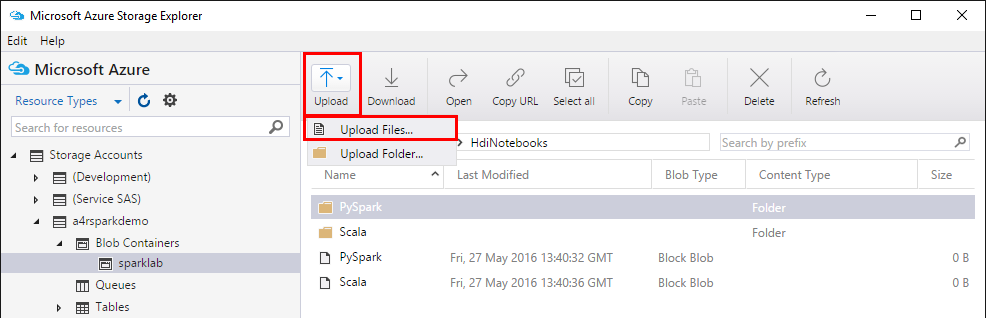 Microsoft Azure Storage Explorer
Edit Help
Microsoft Azure
Resource Types
Search for resources
Storage Accounts
(Development)
(Service SAS)
a4rsparkdemo
Blob Containers
sparklab
Queues
Tables
Upload Download Open Copy URL Select all Copy Paste Delete Refresh
Upload Files...
Upload Folder...
HdiNotebooks Search by prefix
Name Last Modified Blob Type Content Type Size
PySpark Folder
Scala Folder
PySpark Fri, 27 May 2016 13:40:32 GMT Block Blob 0 B
Scala Fri, 27 May 2016 13:40:36 GMT Block Blob 0 B